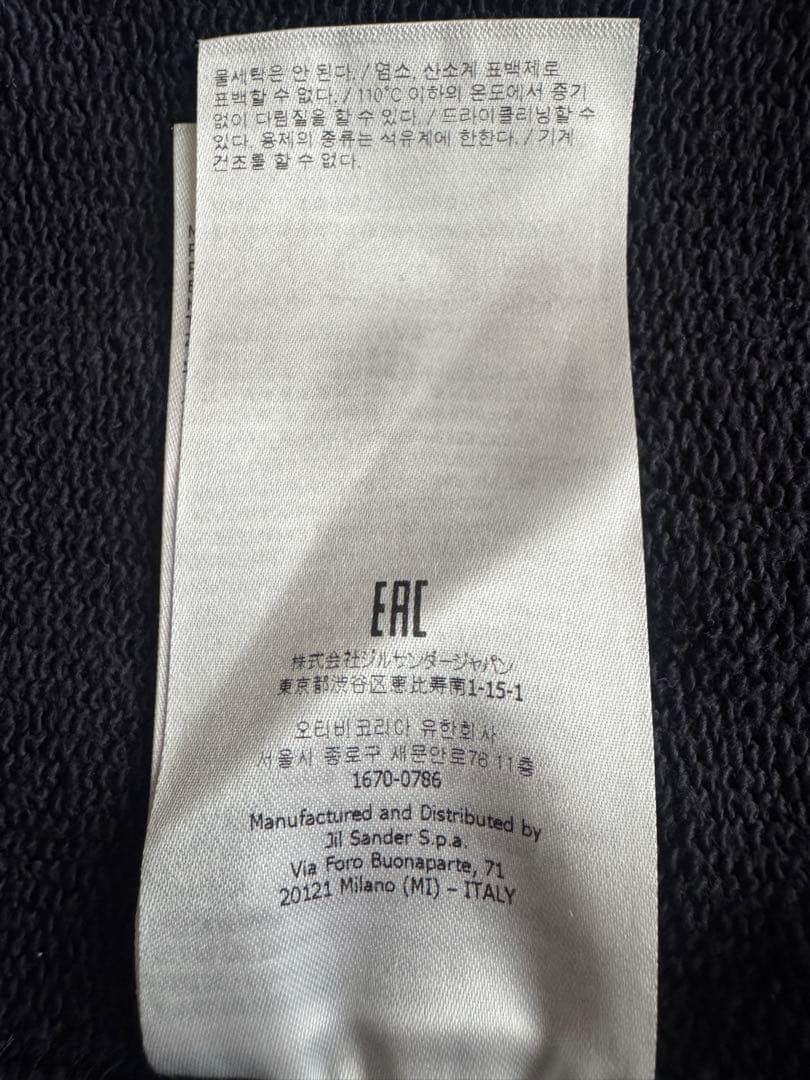 물세탁은 안 된다. / 염소, 산소계 표백제로
표백할 수 없다. / 110°C 이하의 온도에서 증기
없이 다림질을 할 수 있다. / 드라이클리닝할 수
있다. 용제의 종류는 석유계에 한한다. / 기계
건조를 할 수 없다.
EAC
株式会社ジルサンダージャパン
東京都渋谷区恵比寿南1-15-1
오티비코리아 유한회사
서울시 종로구 새문안로76 11층
1670-0786
Manufactured and Distributed by
Jil Sander S.p.a.
Via Foro Buonaparte, 71
20121 Milano (MI) – ITALY